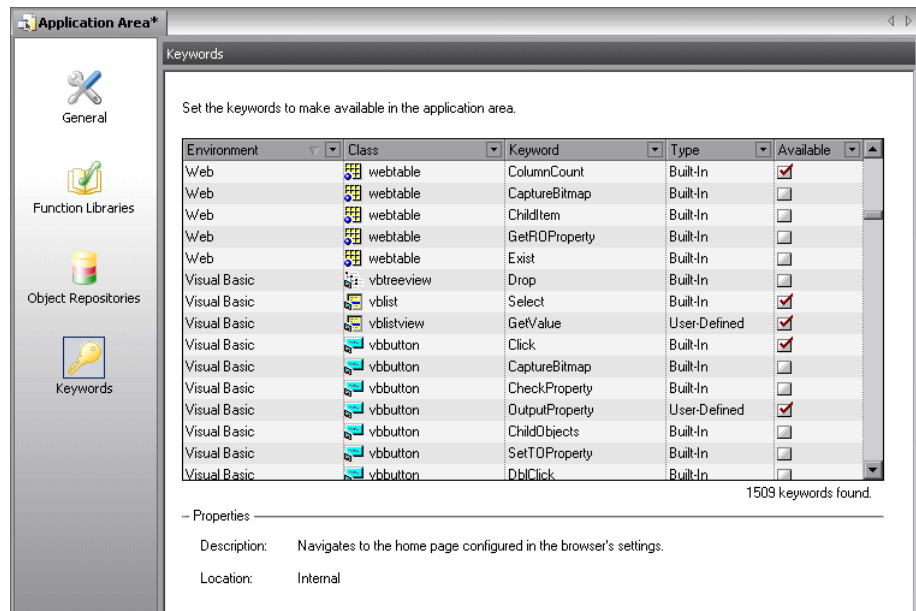 Application Area*
Keywords
General
Function Libraries
Object Repositories
Keywords
Set the keywords to make available in the application area.
Environment Class Keyword Type Available
Web webtable ColumnCount Built-In
Web webtable CaptureBitmap Built-In
Web webtable ChildItem Built-In
Web webtable GetROProperty Built-In
Web webtable Exist Built-In
Visual Basic vbtreeview Drop Built-In
Visual Basic vblist Select Built-In
Visual Basic vblistview GetValue User-Defined
Visual Basic vbbutton Click Built-In
Visual Basic vbbutton CaptureBitmap Built-In
Visual Basic vbbutton CheckProperty Built-In
Visual Basic vbbutton OutputProperty User-Defined
Visual Basic vbbutton ChildObjects Built-In
Visual Basic vbbutton SetTOProperty Built-In
Visual Basic vbbutton DblClick Built-In
1509 keywords found.
Properties
Description: Navigates to the home page configured in the browser's settings.
Location: Internal